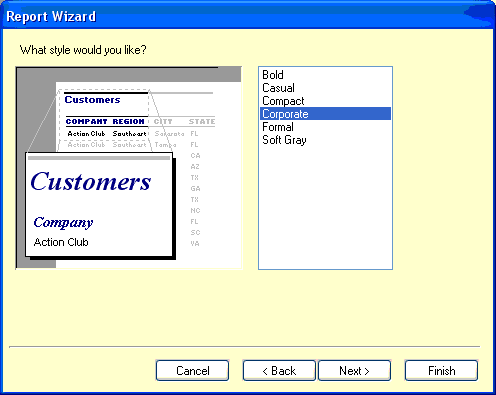 Report Wizard
What style would you like?
Customers
COMPANY REGION CITY STATE
Action Club Southeast Sarasota FL
Action Club Southeast Tampa FL
CA
AZ
TX
GA
TX
NC
FL
SC
VA
Customers
Company
Action Club
Bold
Casual
Compact
Corporate
Formal
Soft Gray
Cancel
< Back
Next >
Finish